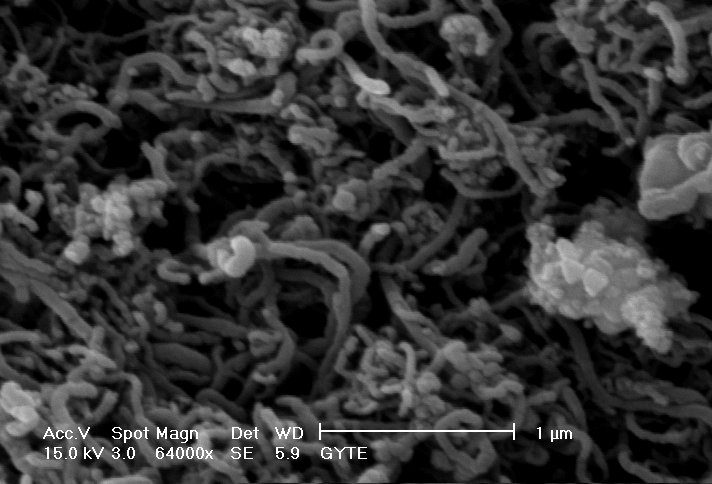 Acc.V Spot Magn Det WD 1 µm
15.0 kV 3.0 64000x SE 5.9 GYTE